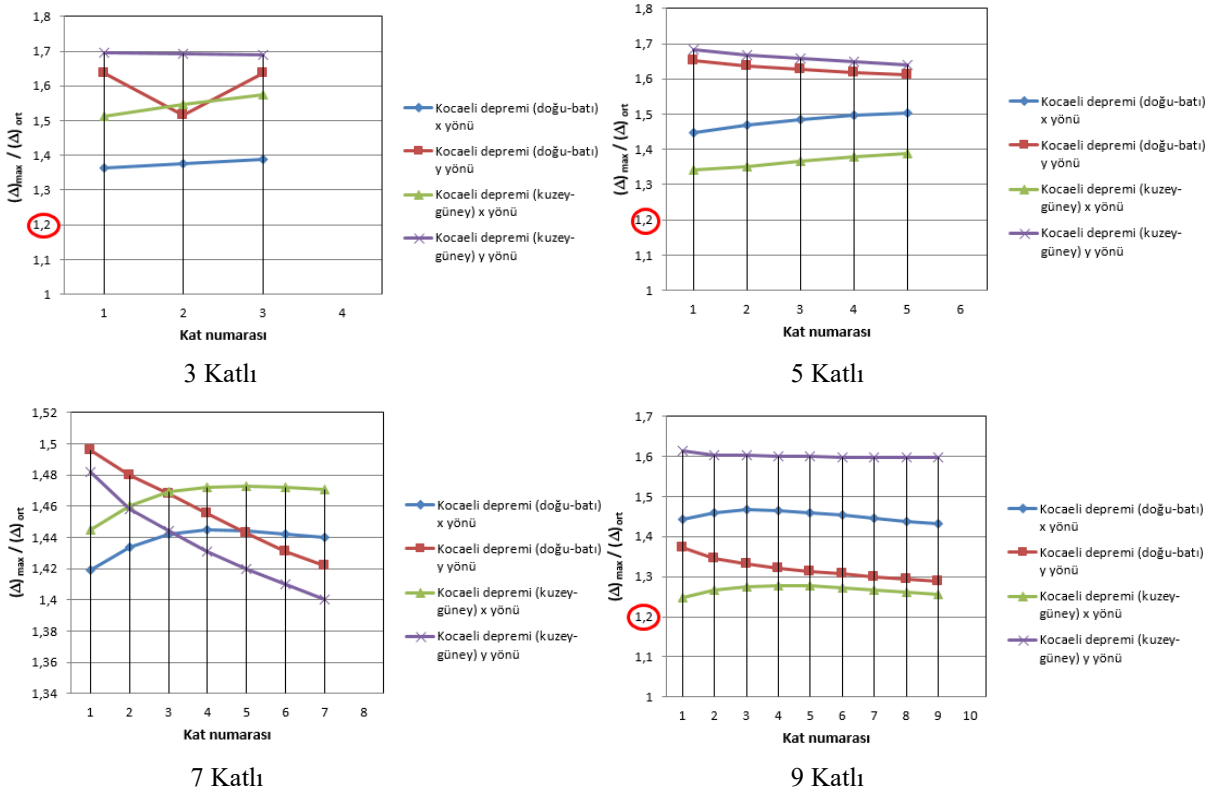 1,8
1,7
1,6
1,5
1,4
1,3
1,2
1,1
1
(Δ)max / (Δ) ort
1 2 3 4
Kat numarası
Kocaeli depremi (doğu-batı)
x yönü
Kocaeli depremi (doğu-batı)
y yönü
Kocaeli depremi (kuzey-
güney) x yönü
Kocaeli depremi (kuzey-
güney) y yönü
3 Katlı
1,8
1,7
1,6
1,5
1,4
1,3
1,2
1,1
1
(Δ) max / (Δ) ort
1 2 3 4 5 6
Kat numarası
Kocaeli depremi (doğu-batı)
x yönü
Kocaeli depremi (doğu-batı)
y yönü
Kocaeli depremi (kuzey-
güney) x yönü
Kocaeli depremi (kuzey-
güney) y yönü
5 Katlı
1,52
1,5
1,48
1,46
1,44
1,42
1,4
1,38
1,36
1,34
(Δ) max / (Δ) ort
1 2 3 4 5 6 7 8
Kat numarası
Kocaeli depremi (doğu-batı)
x yönü
Kocaeli depremi (doğu-batı)
y yönü
Kocaeli depremi (kuzey-
güney) x yönü
Kocaeli depremi (kuzey-
güney) y yönü
7 Katlı
1,7
1,6
1,5
1,4
1,3
1,2
1,1
1
(Δ) max / (Δ) ort
1 2 3 4 5 6 7 8 9 10
Kat numarası
Kocaeli depremi (doğu-batı)
x yönü
Kocaeli depremi (doğu-batı)
y yönü
Kocaeli depremi (kuzey-
güney) x yönü
Kocaeli depremi (kuzey-
güney) y yönü
9 Katlı